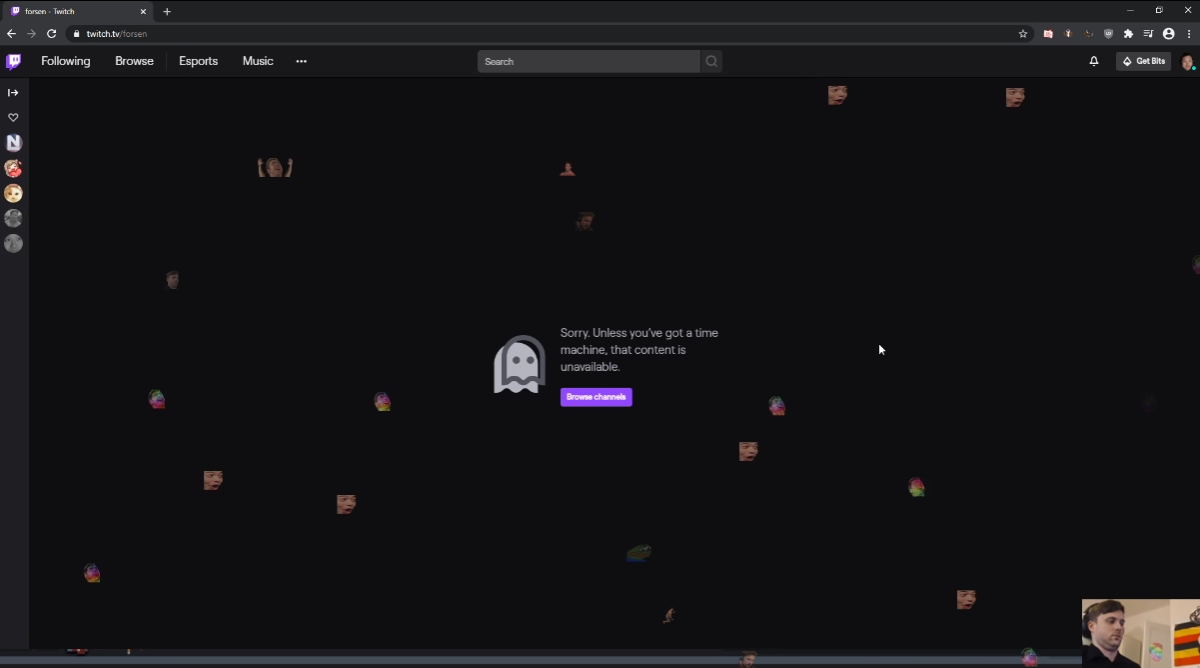 forsen - Twitch
twitch.tv/forsen
Following Browse Esports Music Search Get Bits
Sorry. Unless you've got a time
machine, that content is
unavailable.
Browse channels